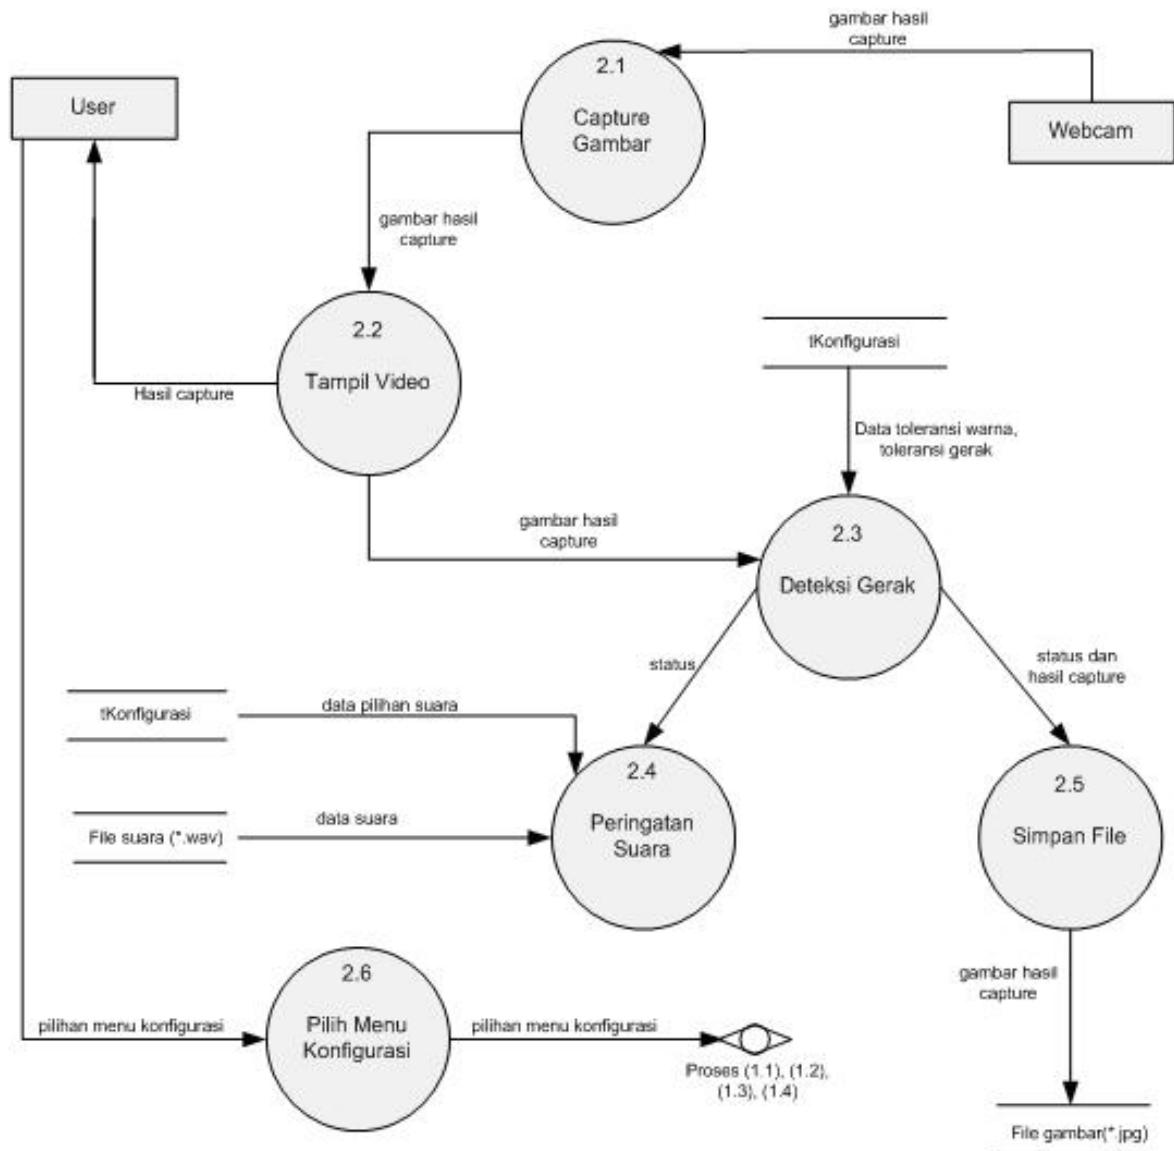 gambar hasil
capture
2.1
Capture
Gambar
User
Webcam
gambar hasil
capture
2.2
Tampil Video
Hasil capture
tKonfigurasi
Data toleransi warna,
toleransi gerak
gambar hasil
capture
2.3
Deteksi Gerak
status
status dan
hasil capture
tKonfigurasi
data pilihan suara
2.4
Peringatan
Suara
File suara (*.wav)
data suara
2.5
Simpan File
2.6
Pilih Menu
Konfigurasi
pilihan menu konfigurasi
pilihan menu konfigurasi
Proses (1.1), (1.2),
(1.3), (1.4)
gambar hasil
capture
File gambar(*.jpg)